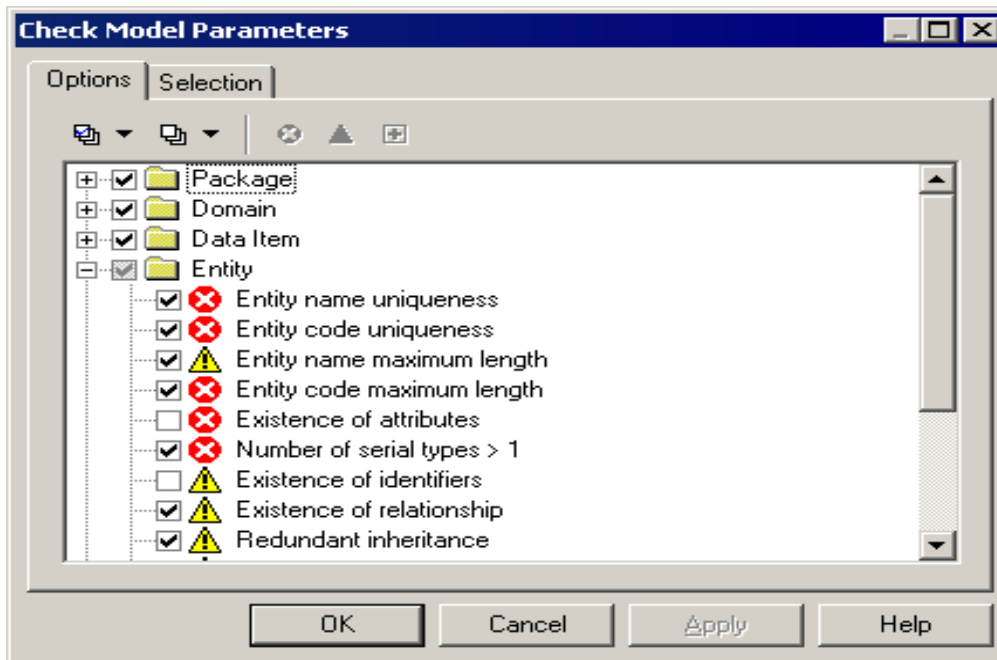 Check Model Parameters
Options Selection
Package
Domain
Data Item
Entity
Entity name uniqueness
Entity code uniqueness
Entity name maximum length
Entity code maximum length
Existence of attributes
Number of serial types > 1
Existence of identifiers
Existence of relationship
Redundant inheritance
OK Cancel Apply Help